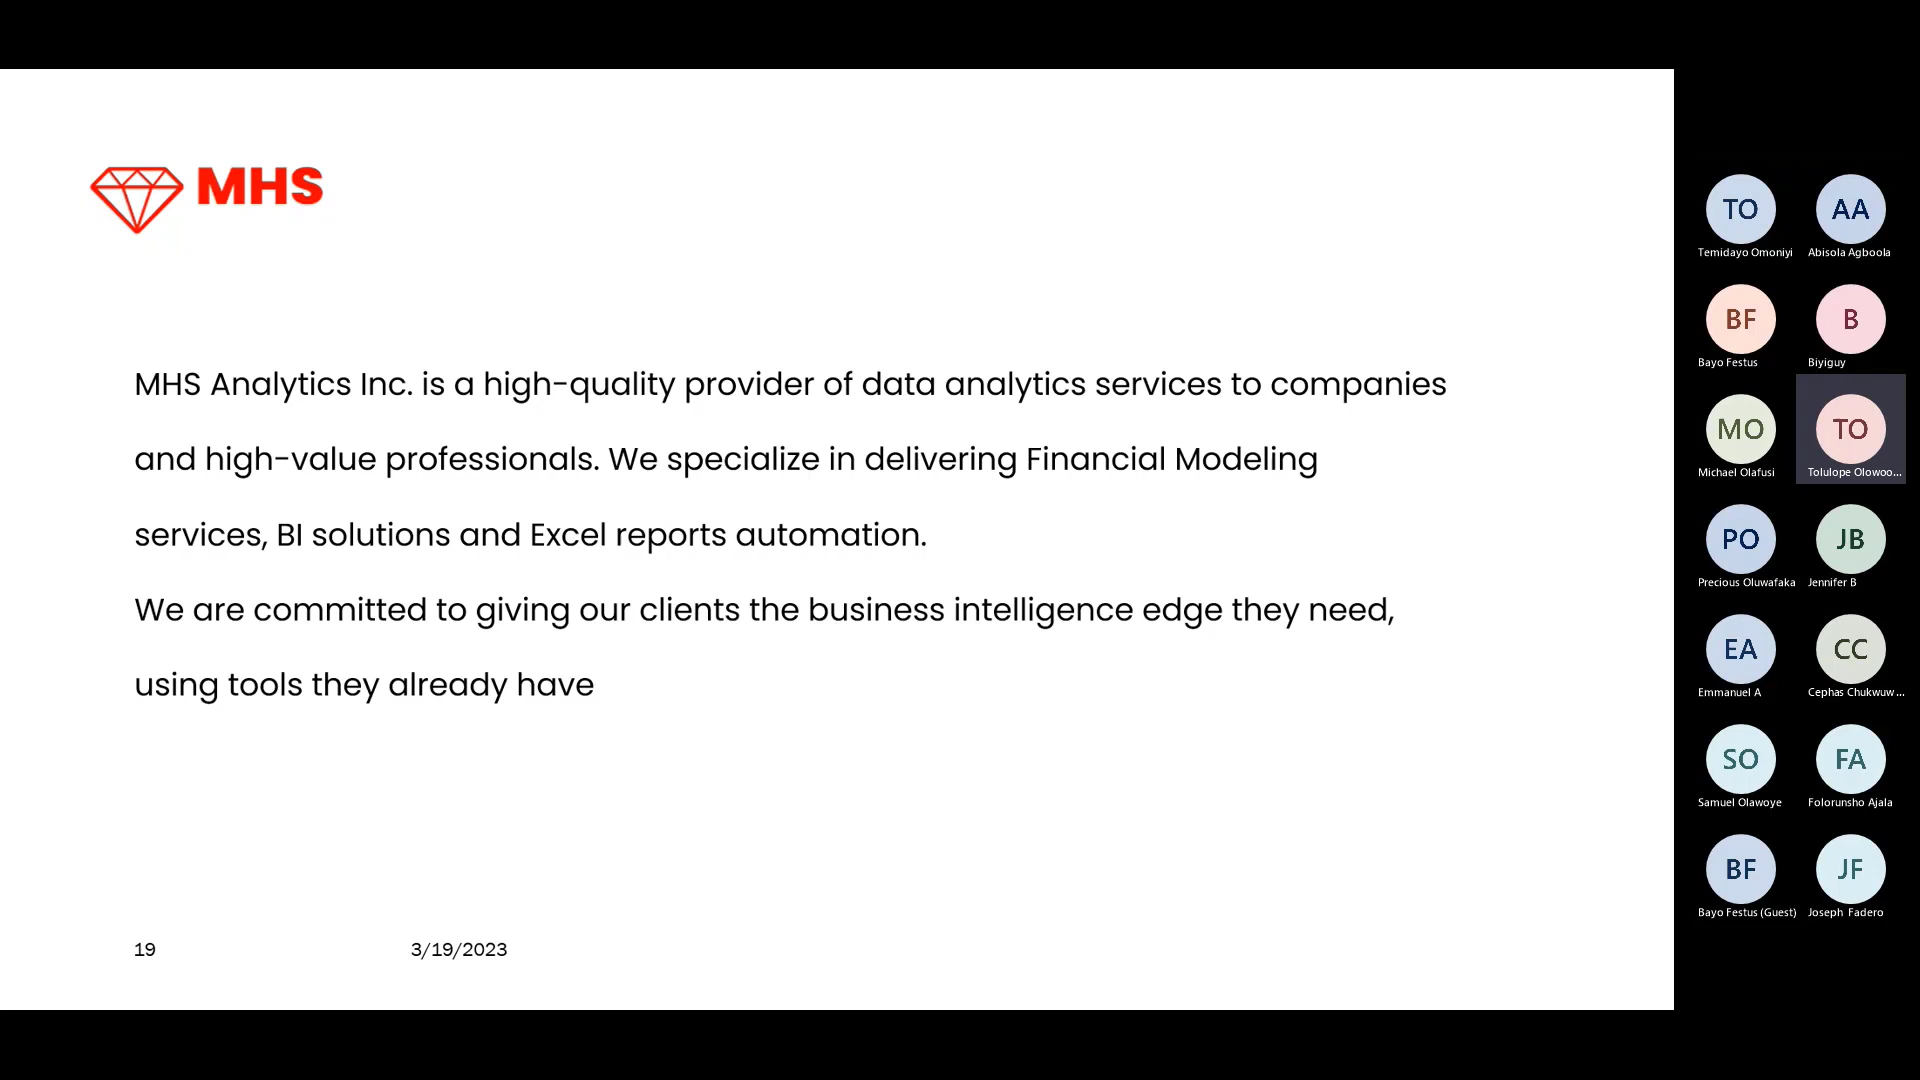 MHS
MHS Analytics Inc. is a high-quality provider of data analytics services to companies
and high-value professionals. We specialize in delivering Financial Modeling
services, BI solutions and Excel reports automation.
We are committed to giving our clients the business intelligence edge they need,
using tools they already have
19
3/19/2023
TO
Temidayo Omoniyi
AA
Abisola Agboola
BF
Bayo Festus
B
Biyiguy
MO
Michael Olafusi
TO
Tolulope Olowoo...
PO
Precious Oluwafaka
JB
Jennifer B
EA
Emmanuel A
CC
Cephas Chukwuw...
SO
Samuel Olawoye
FA
Folorunsho Ajala
BF
Bayo Festus (Guest)
JF
Joseph Fadero